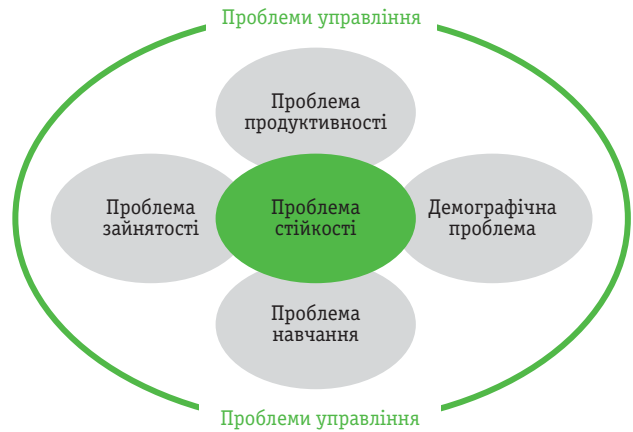 Проблеми управління
Проблема
продуктивності
Проблема
зайнятості
Проблема
стійкості
Демографічна
проблема
Проблема
навчання
Проблеми управління